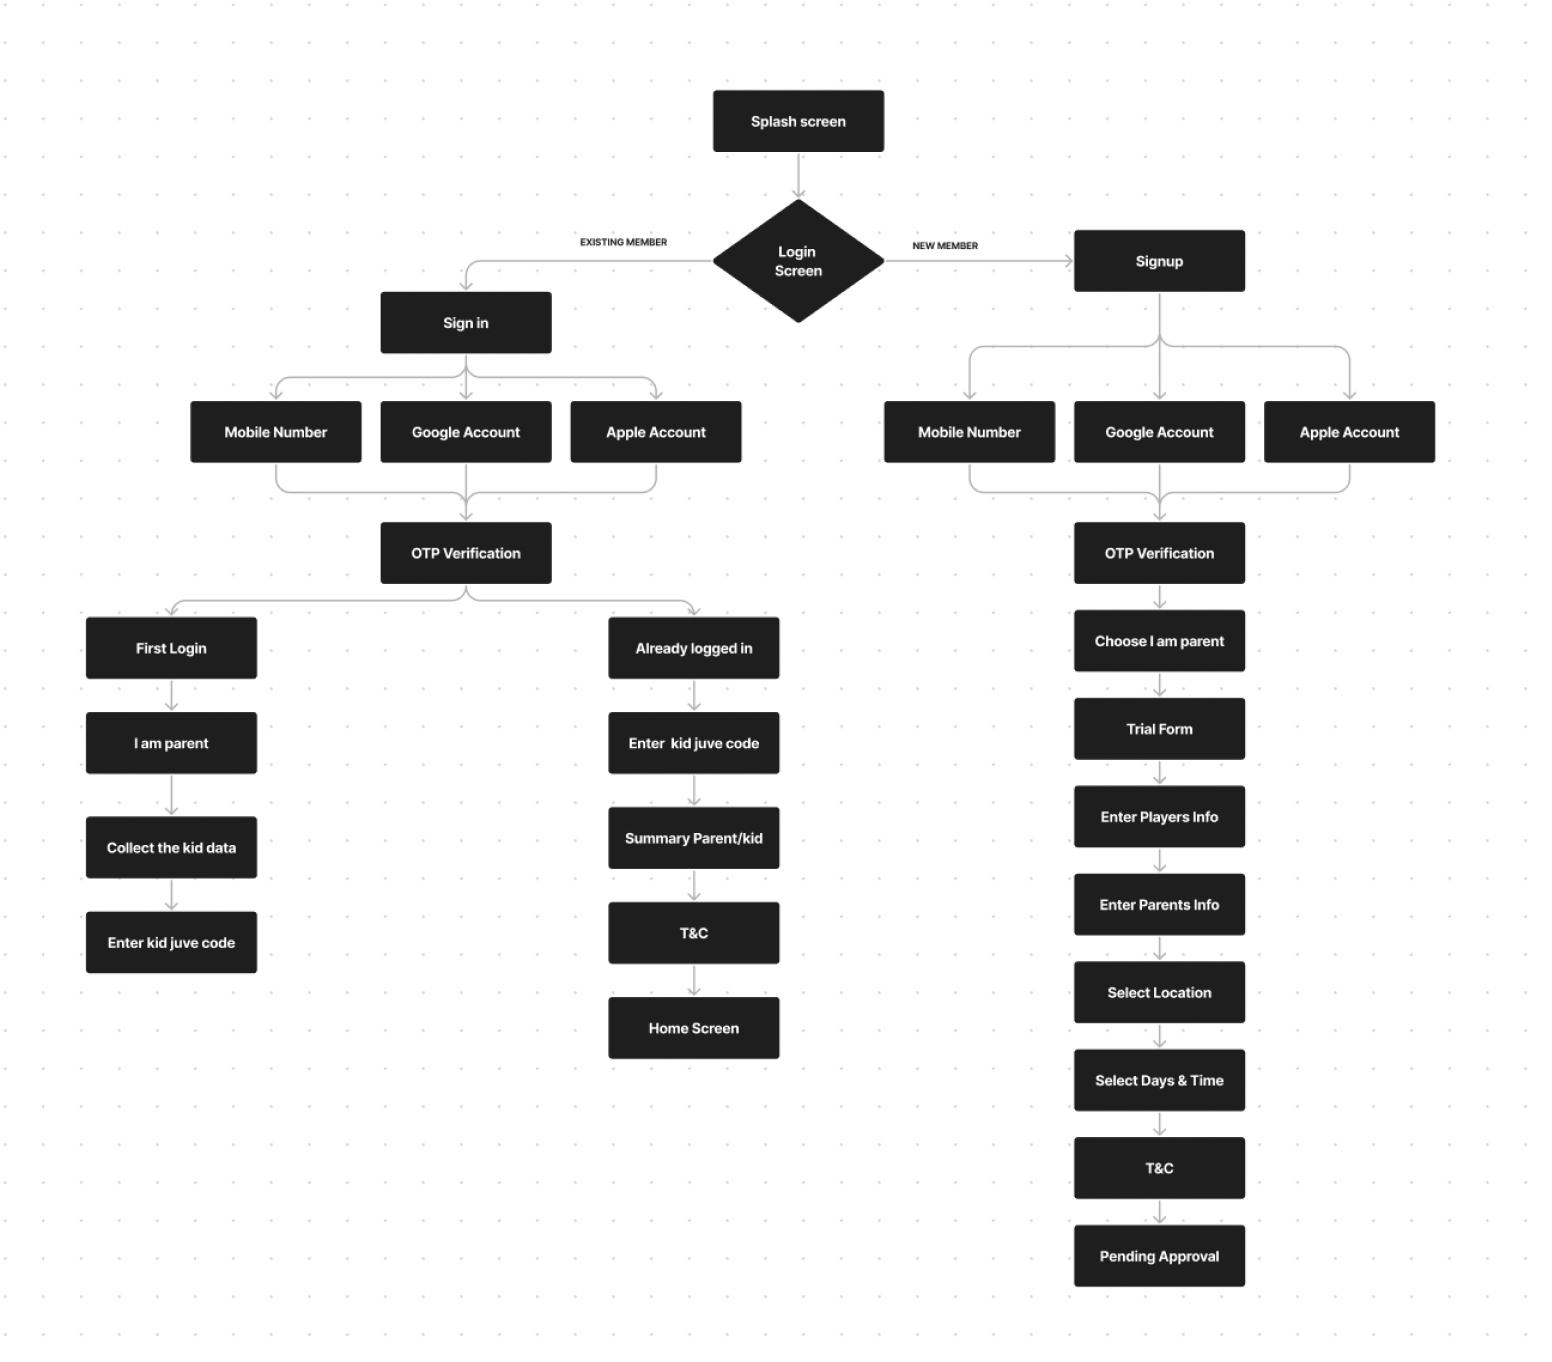 Splash screen
Login
Screen
EXISTING MEMBER
NEW MEMBER
Signup
Sign in
Mobile Number
Google Account
Apple Account
Mobile Number
Google Account
Apple Account
OTP Verification
OTP Verification
First Login
Already logged in
Choose I am parent
I am parent
Enter  kid juve code
Trial Form
Collect the kid data
Summary Parent/kid
Enter Players Info
Enter kid juve code
T&C
Enter Parents Info
Select Location
Home Screen
Select Days & Time
T&C
Pending Approval